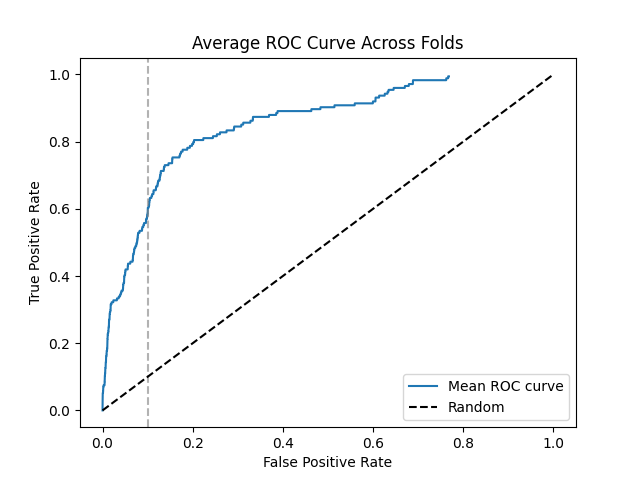 Average ROC Curve Across Folds
True Positive Rate
1.0
0.8
0.6
0.4
0.2
0.0
0.0 0.2 0.4 0.6 0.8 1.0
False Positive Rate
Mean ROC curve
Random